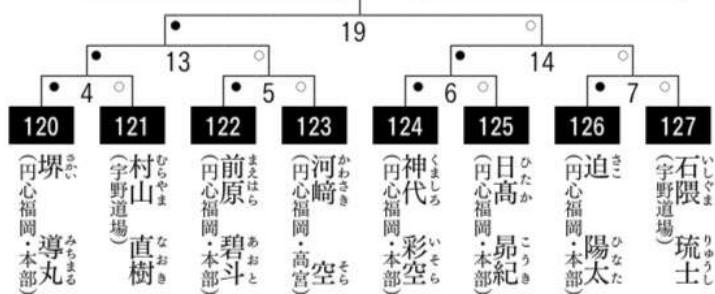 19
13
14
4
5
6
7
120
121
122
123
124
125
126
127
堺 導丸
さかい みちまる
(円心福岡・本部)
村山 直樹
むらやま なおき
(宇野道場)
前原 碧斗
まえはら あおと
(円心福岡・本部)
河﨑 空
かわさき そら
(円心福岡・高宮)
神代 彩空
くましろ いそら
(円心福岡・本部)
日髙 昴紀
ひたか こうき
(円心福岡・本部)
迫 陽太
さこ ひなた
(円心福岡・本部)
石隈 琉士
いしぐま りゅうし
(宇野道場)